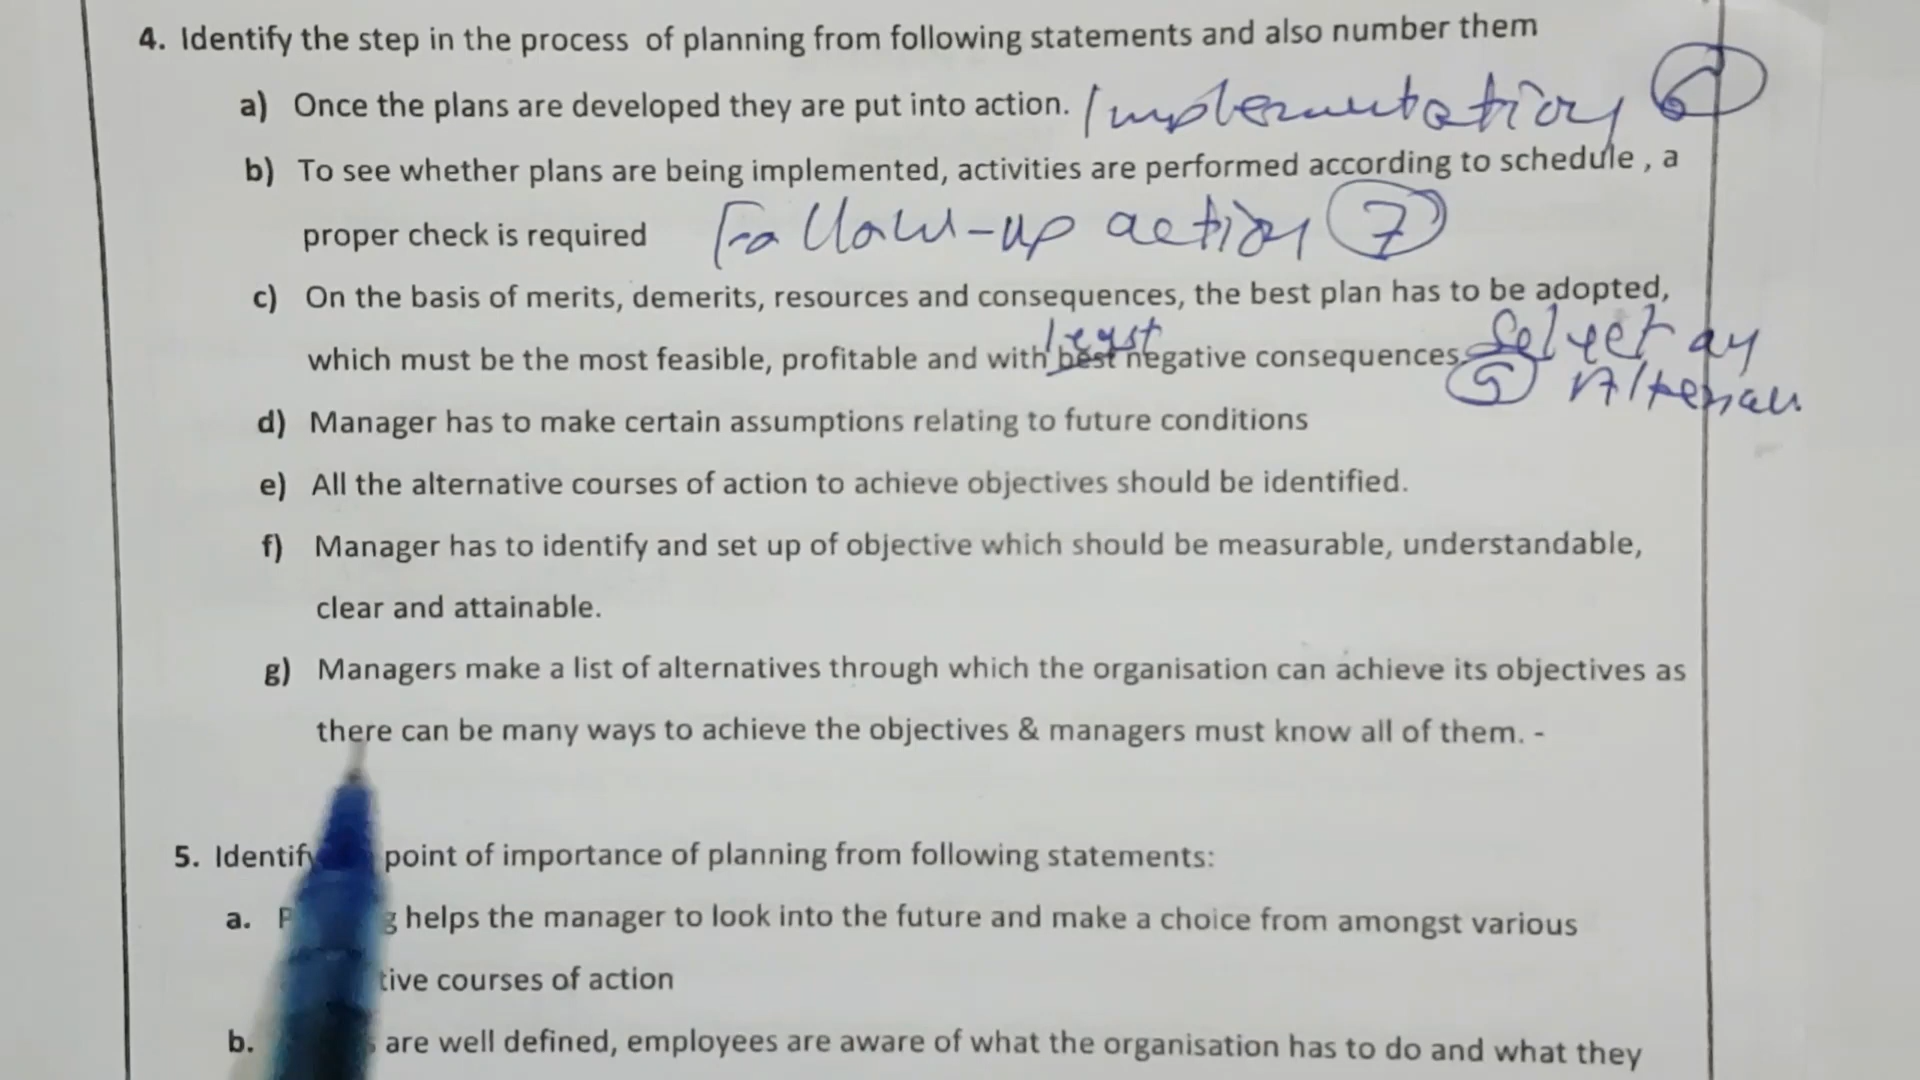 4. Identify the step in the process of planning from following statements and also number them
a) Once the plans are developed they are put into action. Implementation 6
b) To see whether plans are being implemented, activities are performed according to schedule , a
proper check is required Follow-up action 7
c) On the basis of merits, demerits, resources and consequences, the best plan has to be adopted,
least
which must be the most feasible, profitable and with best negative consequences. Select an
5
d) Manager has to make certain assumptions relating to future conditions
e) All the alternative courses of action to achieve objectives should be identified.
f) Manager has to identify and set up of objective which should be measurable, understandable,
clear and attainable.
g) Managers make a list of alternatives through which the organisation can achieve its objectives as
there can be many ways to achieve the objectives & managers must know all of them. -
5. Identify point of importance of planning from following statements:
a. helps the manager to look into the future and make a choice from amongst various
courses of action
b. are well defined, employees are aware of what the organisation has to do and what they